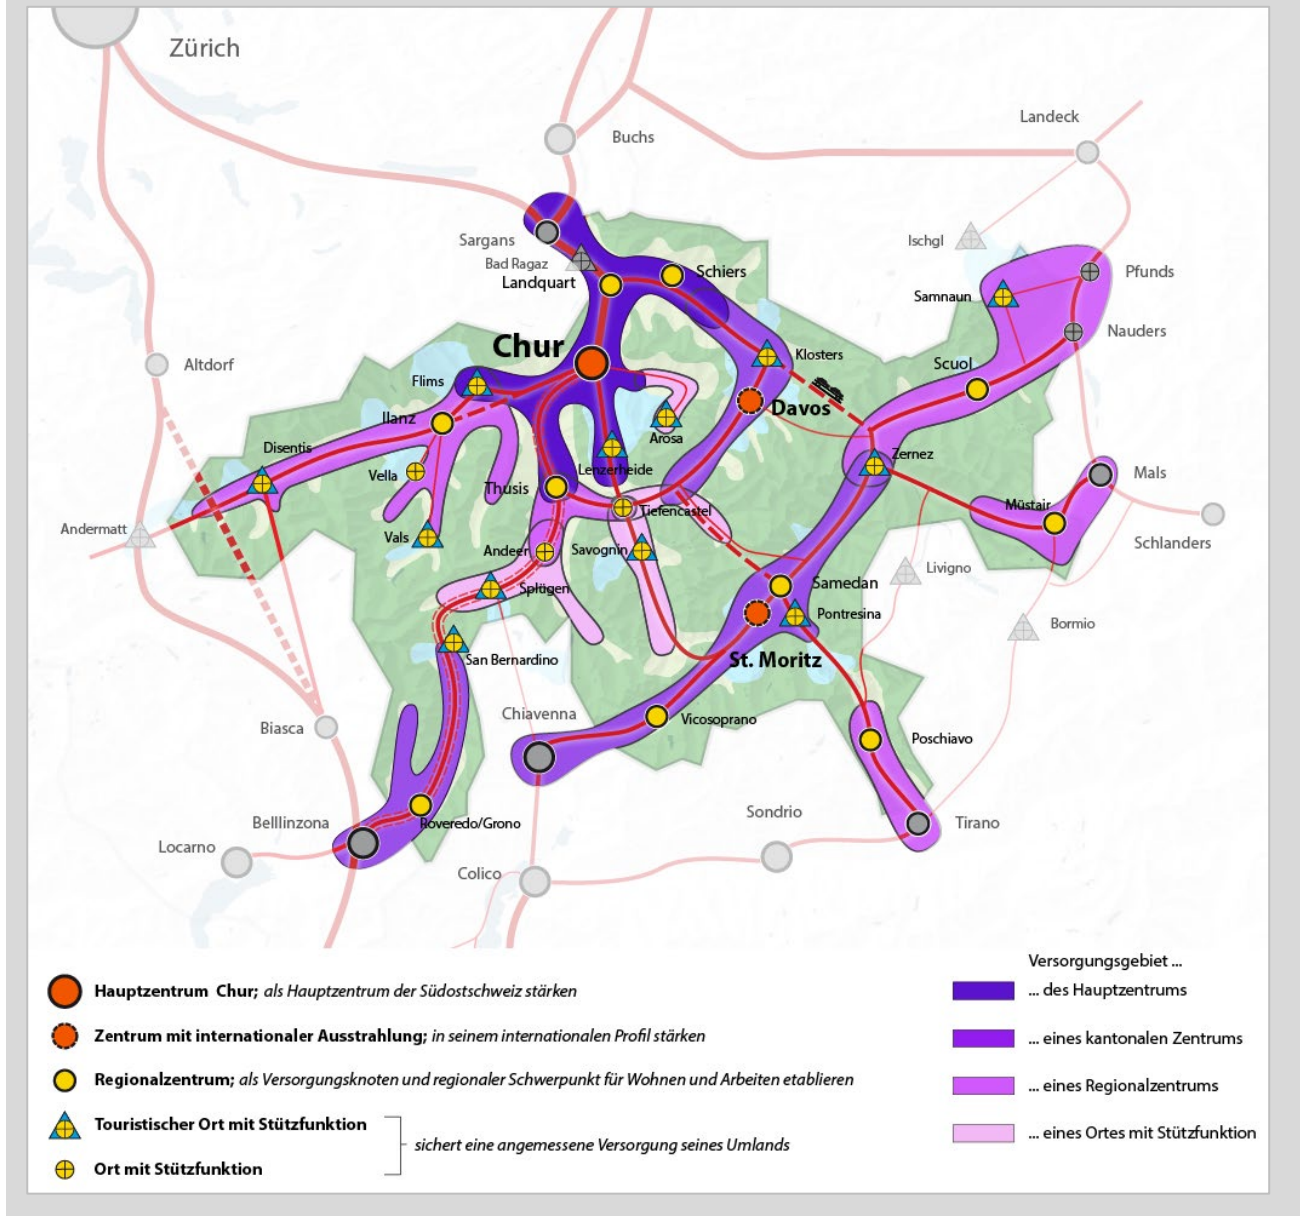 Zürich
Landeck
Buchs
Ischgl
Sargans
Bad Ragaz
Schiers
Pfunds
Landquart
Samnaun
Nauders
Chur
Klosters
Altdorf
Scuol
Flims
Davos
Ilanz
Arosa
Disentis
Zernez
Vella
Lenzerheide
Mals
Thusis
Müstair
Tiefencastel
Andermatt
Vals
Andeer
Savognin
Schlanders
Livigno
Splügen
Samedan
Pontresina
Bormio
San Bernardino
St. Moritz
Chiavenna
Vicosoprano
Biasca
Poschiavo
Belllinzona
Roveredo/Grono
Sondrio
Tirano
Locarno
Colico
Hauptzentrum Chur; als Hauptzentrum der Südostschweiz stärken
Zentrum mit internationaler Ausstrahlung; in seinem internationalen Profil stärken
Regionalzentrum; als Versorgungsknoten und regionaler Schwerpunkt für Wohnen und Arbeiten etablieren
Touristischer Ort mit Stützfunktion
sichert eine angemessene Versorgung seines Umlands
Ort mit Stützfunktion
Versorgungsgebiet ...
... des Hauptzentrums
... eines kantonalen Zentrums
... eines Regionalzentrums
... eines Ortes mit Stützfunktion